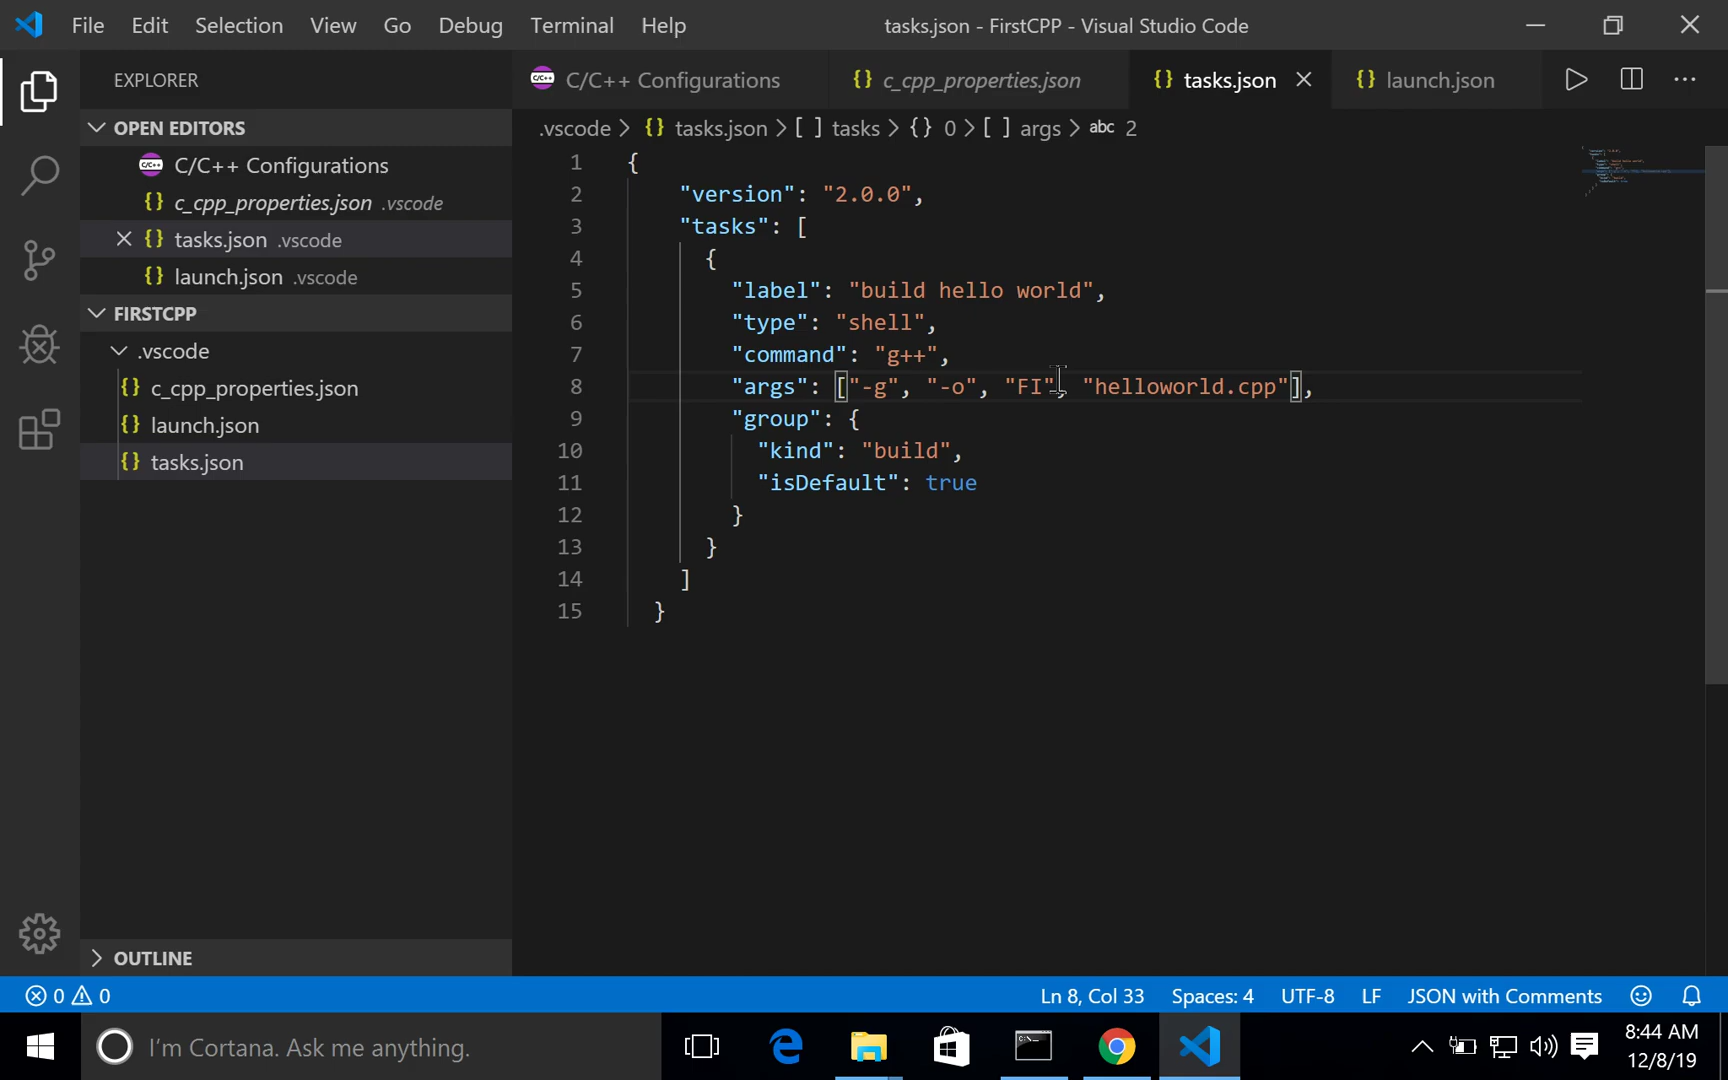 File Edit Selection View Go Debug Terminal Help tasks.json - FirstCPP - Visual Studio Code
EXPLORER
OPEN EDITORS
C/C++ C/C++ Configurations
c_cpp_properties.json .vscode
tasks.json .vscode
launch.json .vscode
FIRSTCPP
.vscode
c_cpp_properties.json
launch.json
tasks.json
OUTLINE
C/C++ C/C++ Configurations {} c_cpp_properties.json {} tasks.json {} launch.json
.vscode > {} tasks.json > [ ] tasks > {} 0 > [ ] args > abc 2
1 {
2 "version": "2.0.0",
3 "tasks": [
4 {
5 "label": "build hello world",
6 "type": "shell",
7 "command": "g++",
8 "args": ["-g", "-o", "FI", "helloworld.cpp"],
9 "group": {
10 "kind": "build",
11 "isDefault": true
12 }
13 }
14 ]
15 }
0 0 Ln 8, Col 33 Spaces: 4 UTF-8 LF JSON with Comments
I'm Cortana. Ask me anything. 8:44 AM
12/8/19